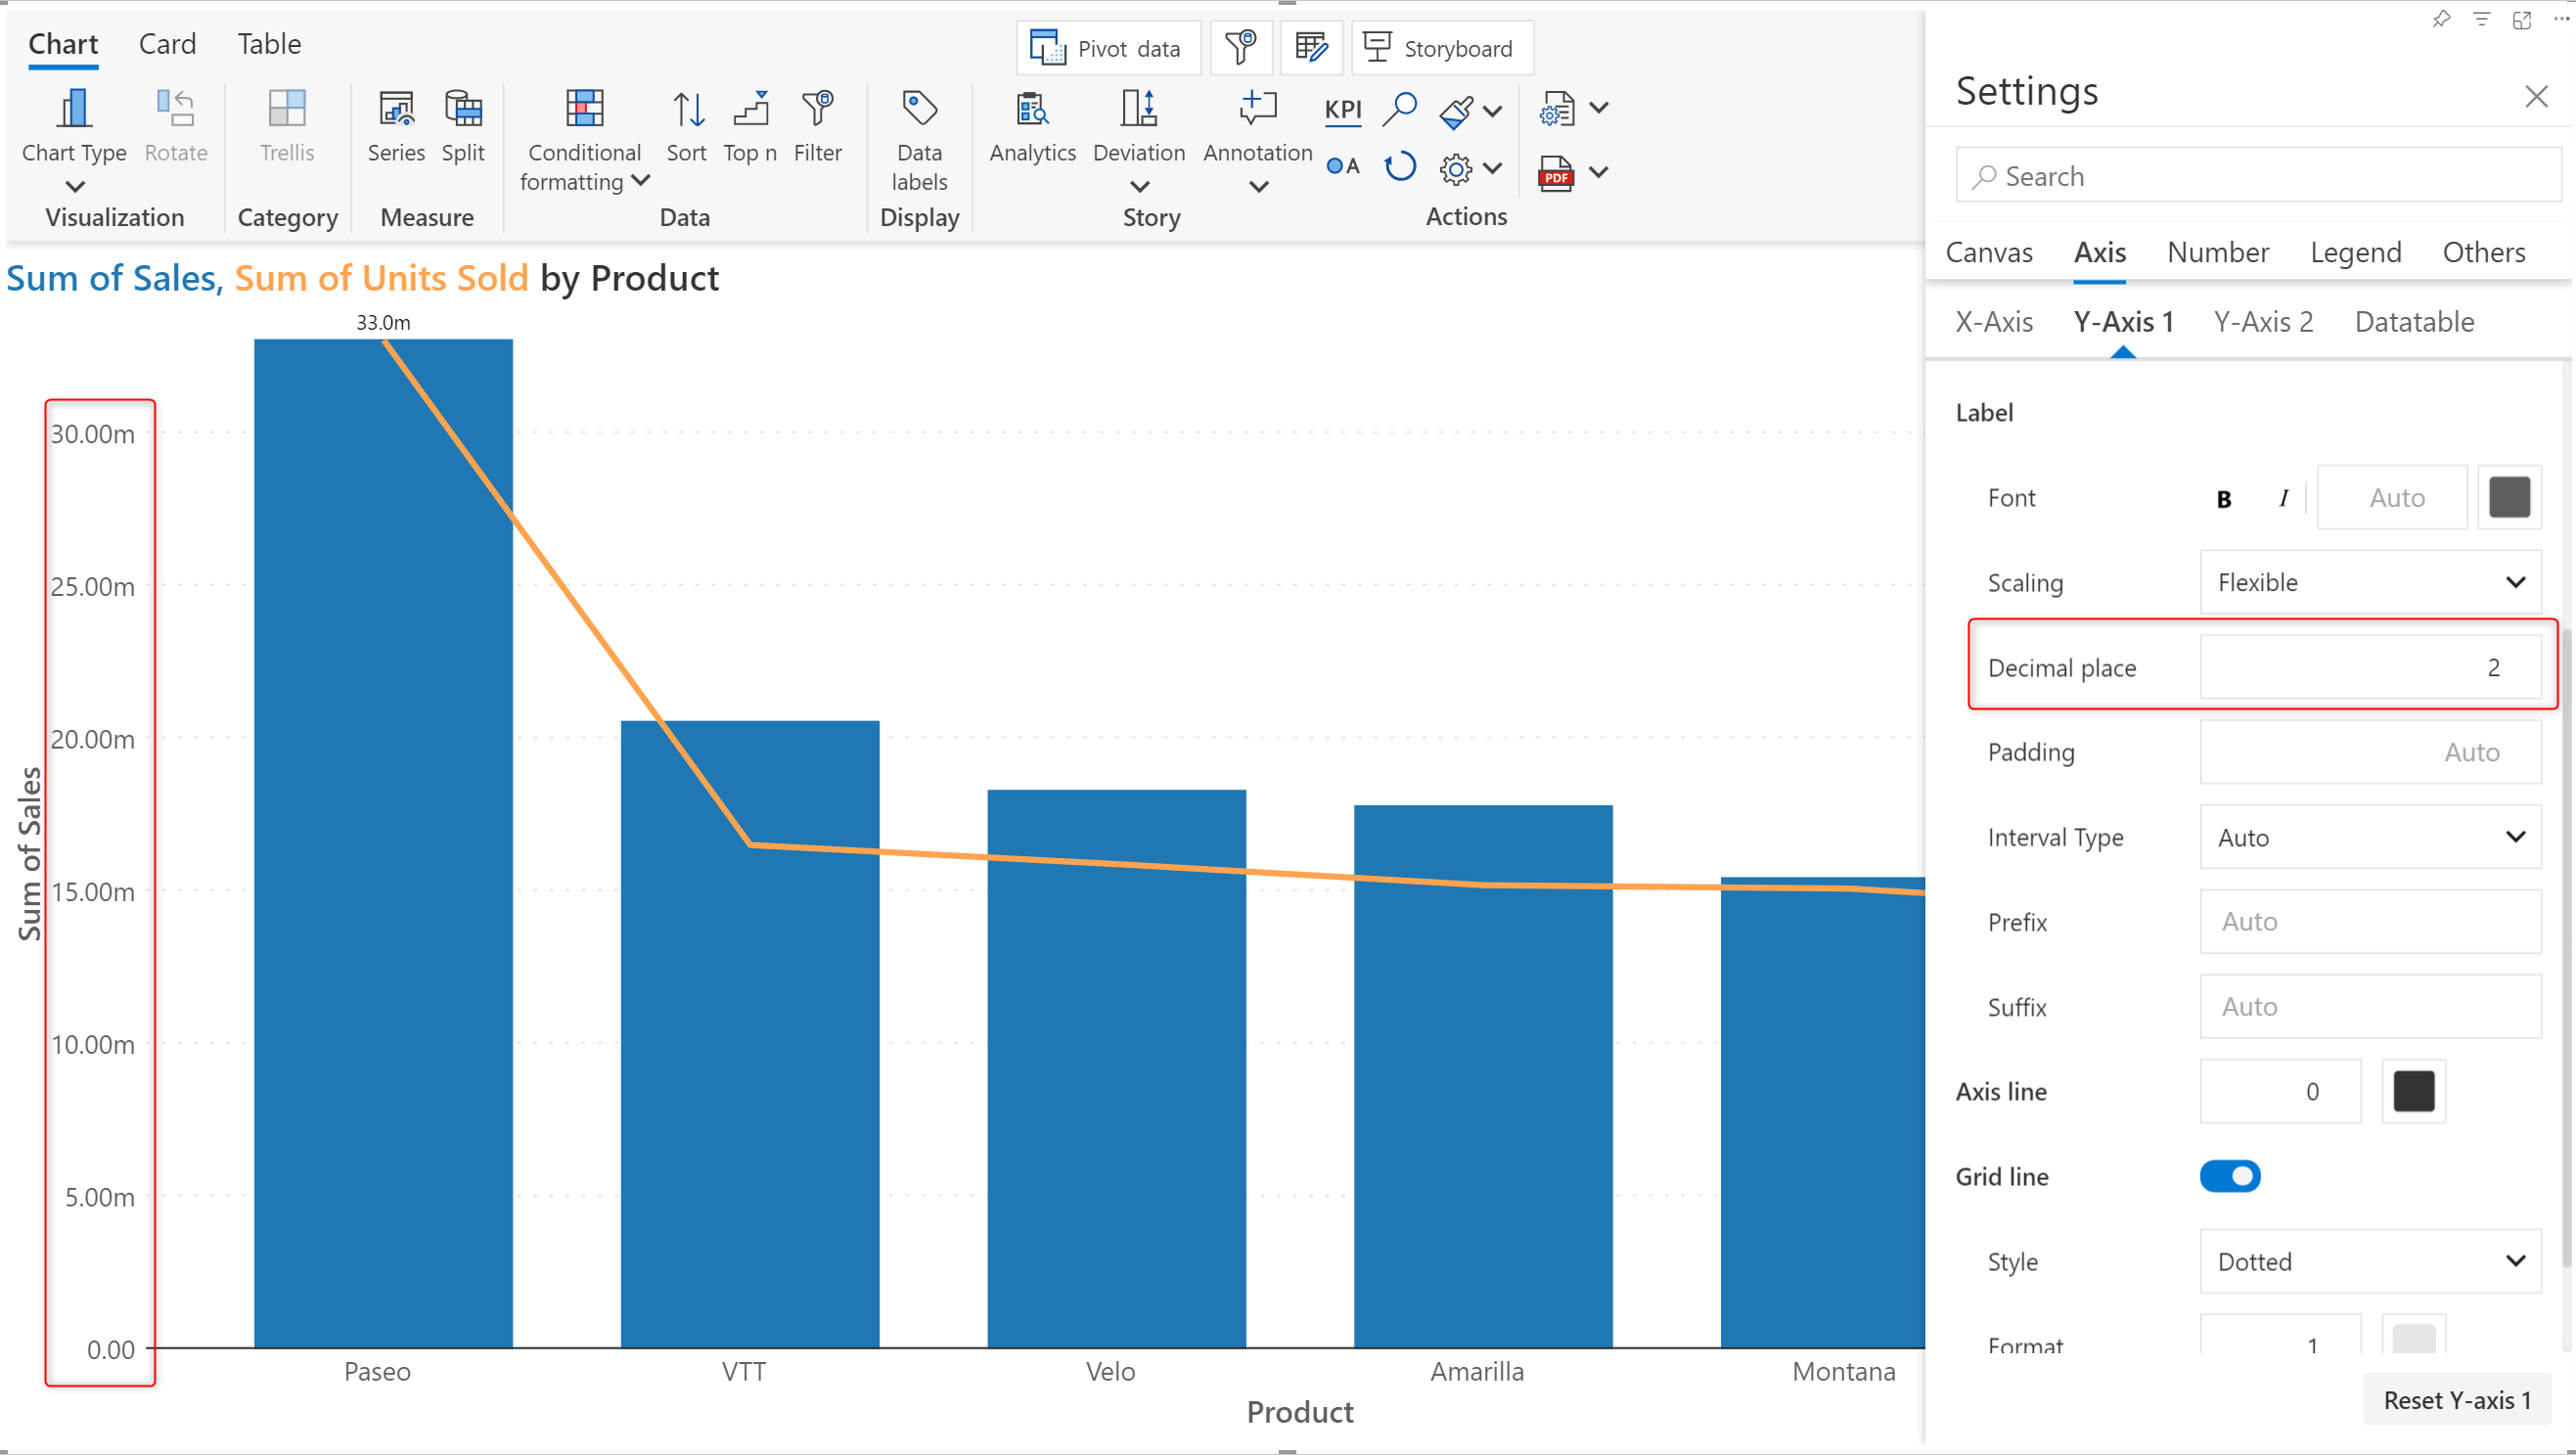 Chart Card Table
Pivot data
Storyboard
Chart Type
Rotate
Trellis
Series
Split
Conditional
formatting
Sort
Top n
Filter
Data
labels
Analytics
Deviation
Annotation
KPI
A
PDF
Visualization
Category
Measure
Data
Display
Story
Actions
Sum of Sales, Sum of Units Sold by Product
33.0m
30.00m
25.00m
20.00m
15.00m
10.00m
5.00m
0.00
Sum of Sales
Paseo
VTT
Velo
Amarilla
Montana
Product
Settings
Search
Canvas Axis Number Legend Others
X-Axis Y-Axis 1 Y-Axis 2 Datatable
Label
Font B I Auto
Scaling Flexible
Decimal place 2
Padding Auto
Interval Type Auto
Prefix Auto
Suffix Auto
Axis line 0
Grid line
Style Dotted
Format 1
Reset Y-axis 1